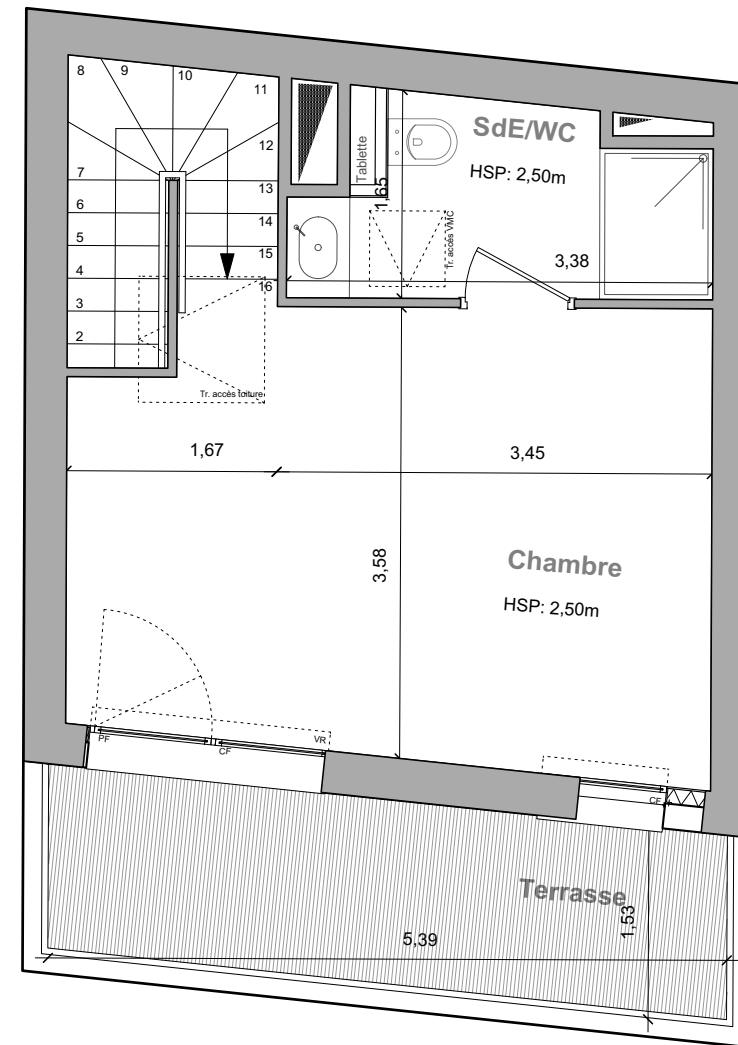 8
9
10
11
12
7
13
6
14
5
15
4
16
3
2
Tablette
SdE/WC
HSP: 2,50m
1,65
Tr. accès VMC
3,38
Tr. accès toiture
1,67
3,45
3,58
Chambre
HSP: 2,50m
PF
CF
VR
CF
Terrasse
1,53
5,39